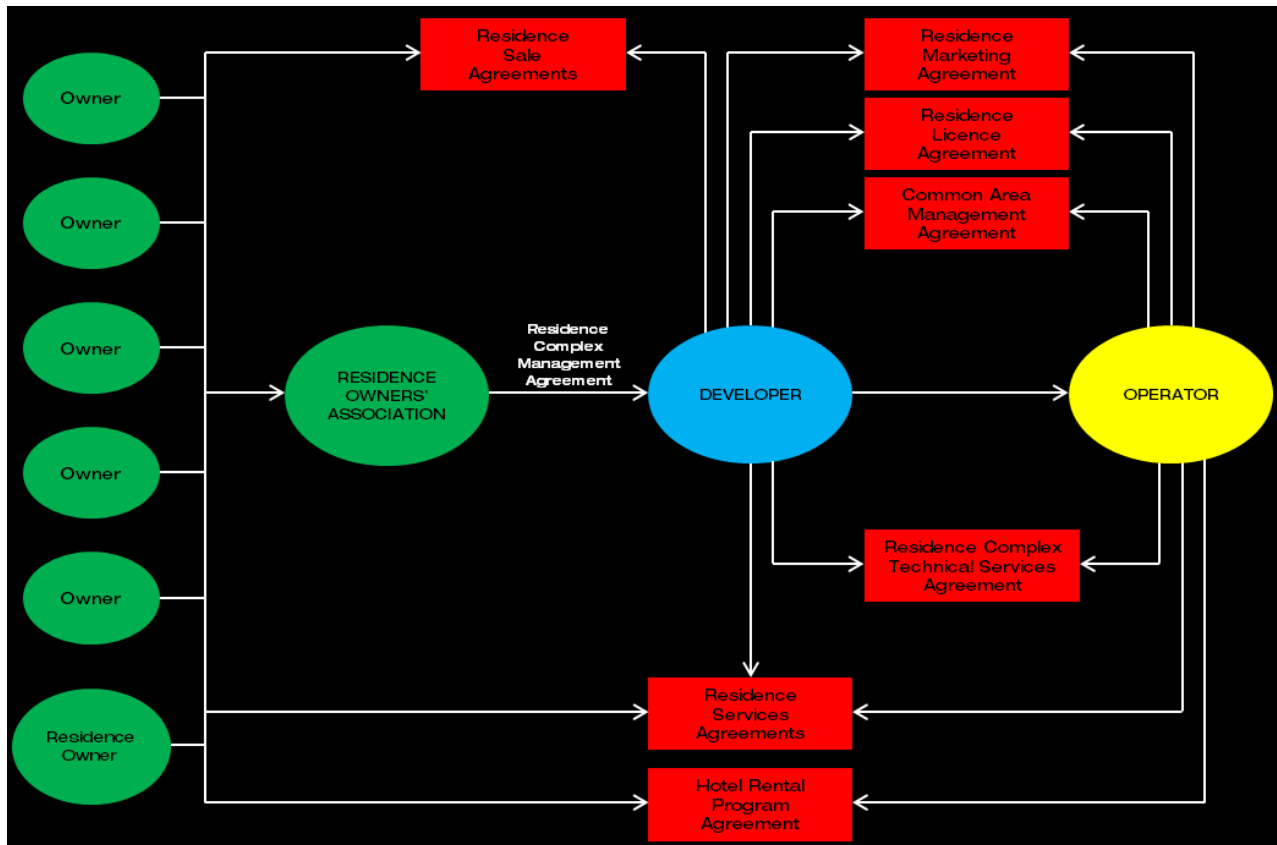 Residence
Sale
Agreements
Residence
Marketing
Agreement
Owner
Residence
Licence
Agreement
Owner
Common Area
Management
Agreement
Owner
Residence
Complex
Management
Agreement
RESIDENCE
OWNERS'
ASSOCIATION
DEVELOPER
OPERATOR
Owner
Residence Complex
Technical Services
Agreement
Owner
Residence
Owner
Residence
Services
Agreements
Hotel Rental
Program
Agreement